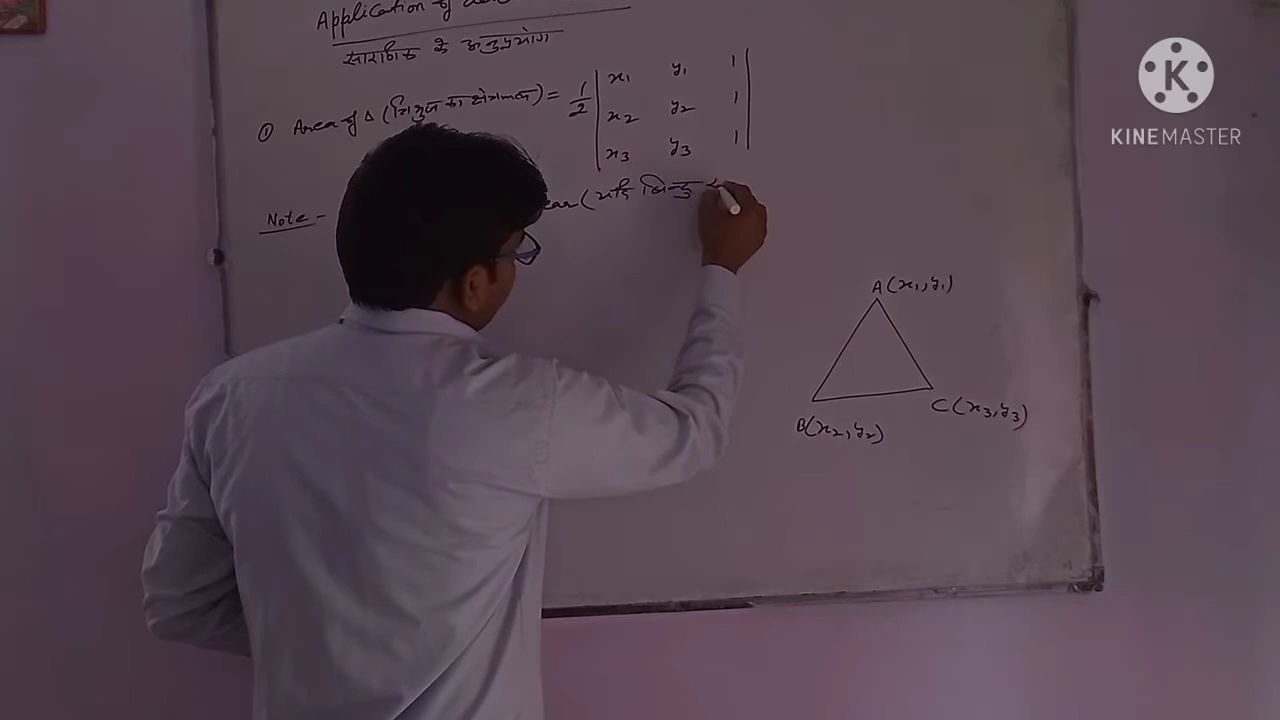 Application of
सारणिक के अनुप्रयोग
① Area of Δ (त्रिभुज का क्षेत्रफल) = 1/2 | x₁ y₁ 1 |
| x₂ y₂ 1 |
| x₃ y₃ 1 |
Note - ear (यदि बिन्दु
A(x₁, y₁)
B(x₂, y₂)
C(x₃, y₃)
K
KINEMASTER